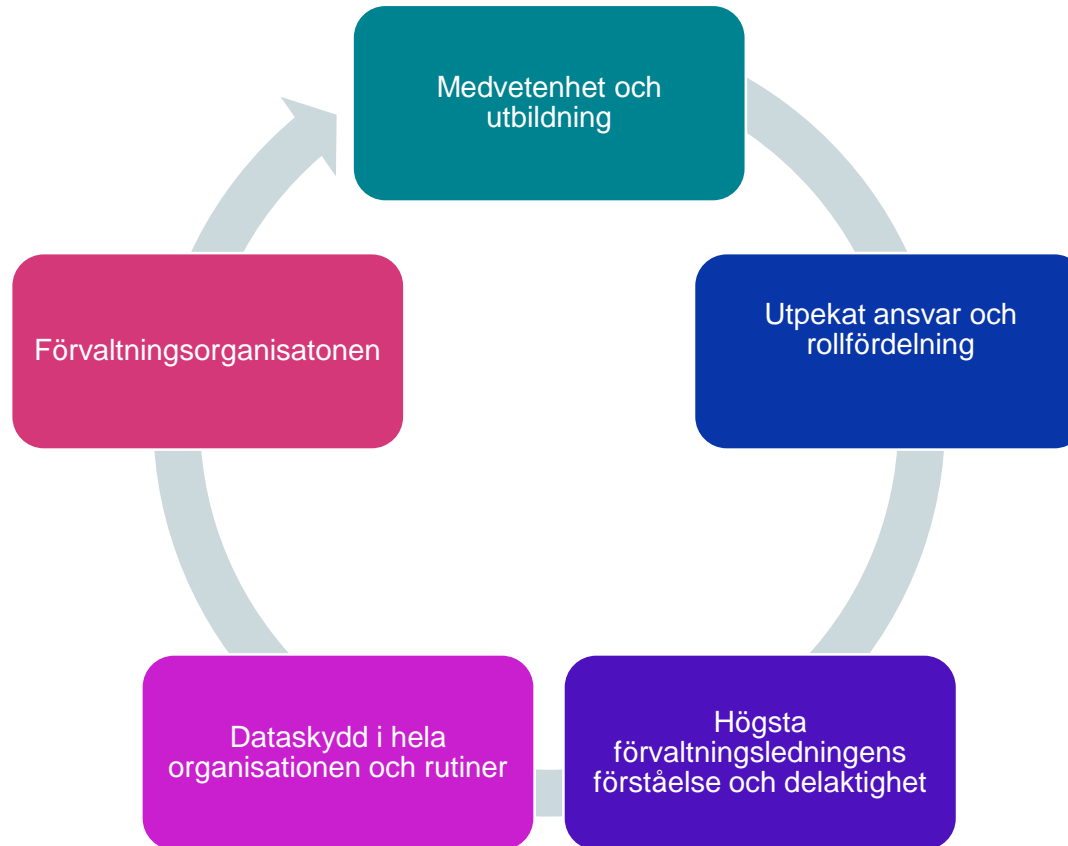 Medvetenhet och
utbildning
Utpekat ansvar och
rollfördelning
Högsta
förvaltningsledningens
förståelse och delaktighet
Dataskydd i hela
organisationen och rutiner
Förvaltningsorganisatonen